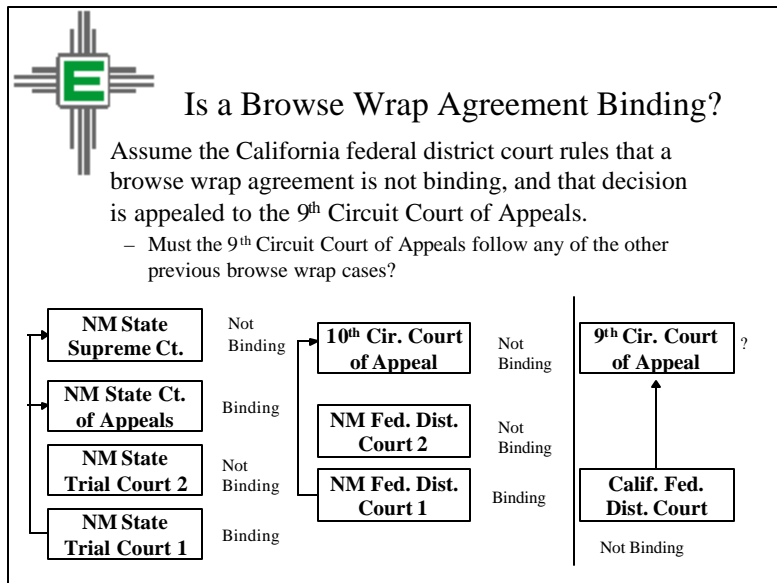 E
Is a Browse Wrap Agreement Binding?
Assume the California federal district court rules that a
browse wrap agreement is not binding, and that decision
is appealed to the 9th Circuit Court of Appeals.
– Must the 9th Circuit Court of Appeals follow any of the other
previous browse wrap cases?
NM State
Supreme Ct.
Not
Binding
NM State Ct.
of Appeals
Binding
NM State
Trial Court 2
Not
Binding
NM State
Trial Court 1
Binding
10th Cir. Court
of Appeal
Not
Binding
NM Fed. Dist.
Court 2
Not
Binding
NM Fed. Dist.
Court 1
Binding
9th Cir. Court
of Appeal
?
Calif. Fed.
Dist. Court
Not Binding